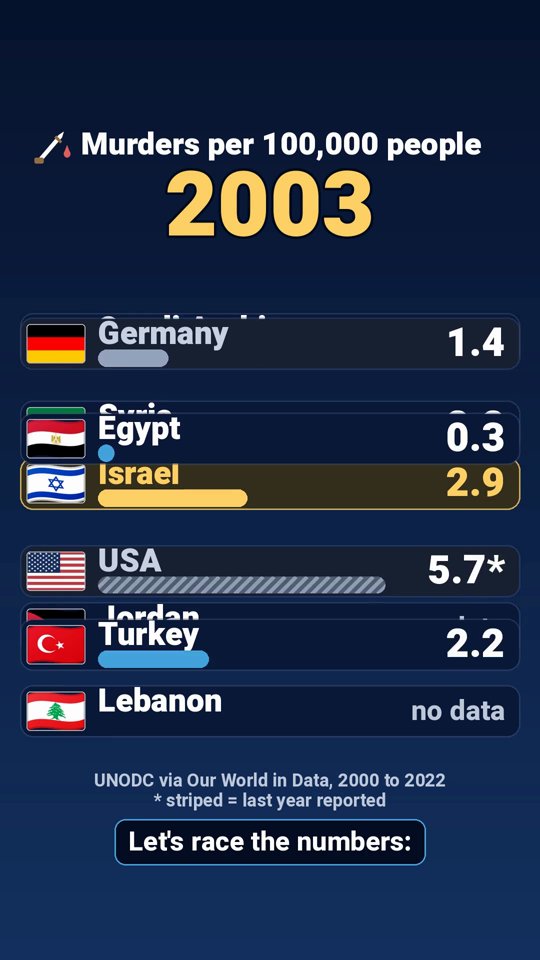 Murders per 100,000 people
2003
Germany
1.4
Egypt
0.3
Israel
2.9
USA
5.7*
Jordan
Turkey
2.2
Lebanon
no data
UNODC via Our World in Data, 2000 to 2022
* striped = last year reported
Let's race the numbers: